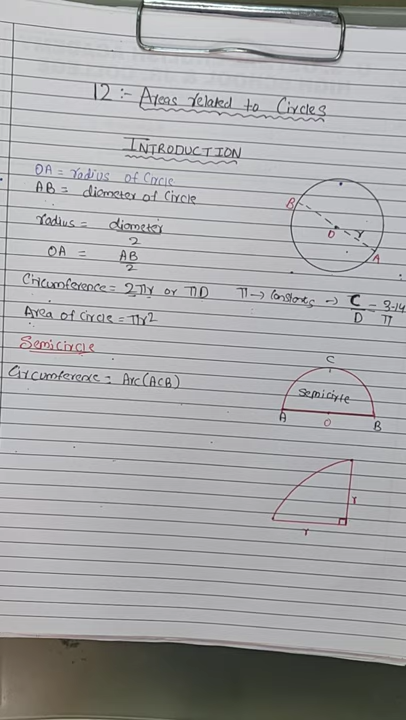 12 :- Areas related to Circles
INTRODUCTION
OA = radius of Circle
AB = diameter of Circle
radius = diameter
2
OA = AB
2
B
O
r
A
Circumference = 2πr or πD π → Constants → C = 3.14
D π
Area of circle = πr2
Semicircle
Circumference = Arc(ACB)
C
Semicircle
A
O
B
r
r